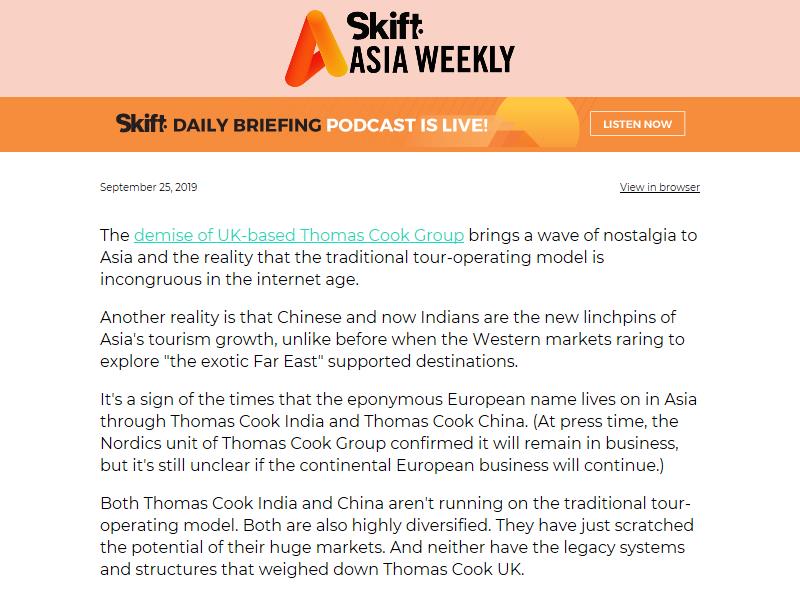 Skift:
ASIA WEEKLY
Skift: DAILY BRIEFING PODCAST IS LIVE!
LISTEN NOW
September 25, 2019
View in browser
The demise of UK-based Thomas Cook Group brings a wave of nostalgia to
Asia and the reality that the traditional tour-operating model is
incongruous in the internet age.
Another reality is that Chinese and now Indians are the new linchpins of
Asia's tourism growth, unlike before when the Western markets raring to
explore "the exotic Far East" supported destinations.
It's a sign of the times that the eponymous European name lives on in Asia
through Thomas Cook India and Thomas Cook China. (At press time, the
Nordics unit of Thomas Cook Group confirmed it will remain in business,
but it's still unclear if the continental European business will continue.)
Both Thomas Cook India and China aren't running on the traditional tour-
operating model. Both are also highly diversified. They have just scratched
the potential of their huge markets. And neither have the legacy systems
and structures that weighed down Thomas Cook UK.